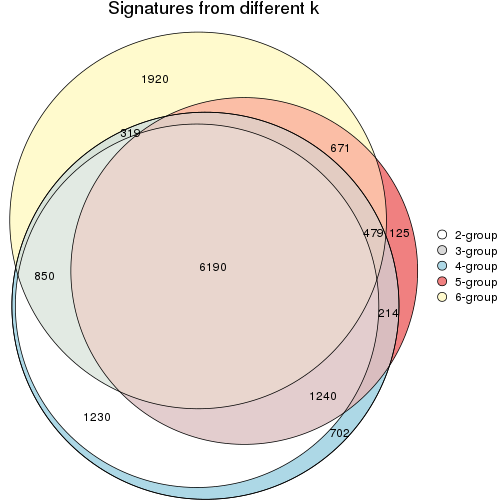 Signatures from different k
1920
319
671
479
125
850
6190
214
1240
1230
702
2-group
3-group
4-group
5-group
6-group